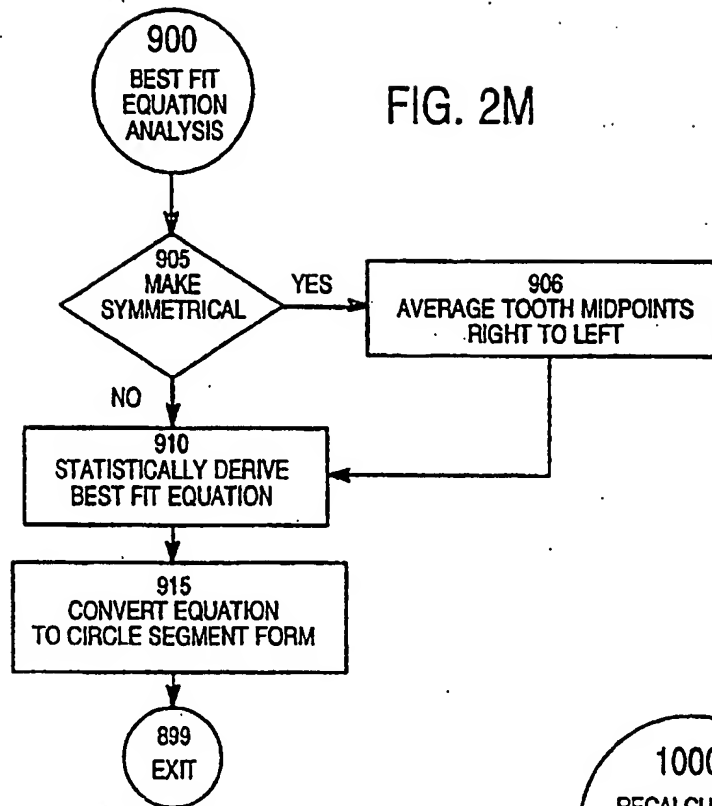 900
BEST FIT
EQUATION
ANALYSIS
FIG. 2M
905
MAKE
SYMMETRICAL
YES
906
AVERAGE TOOTH MIDPOINTS
RIGHT TO LEFT
NO
910
STATISTICALLY DERIVE
BEST FIT EQUATION
915
CONVERT EQUATION
TO CIRCLE SEGMENT FORM
899
EXIT